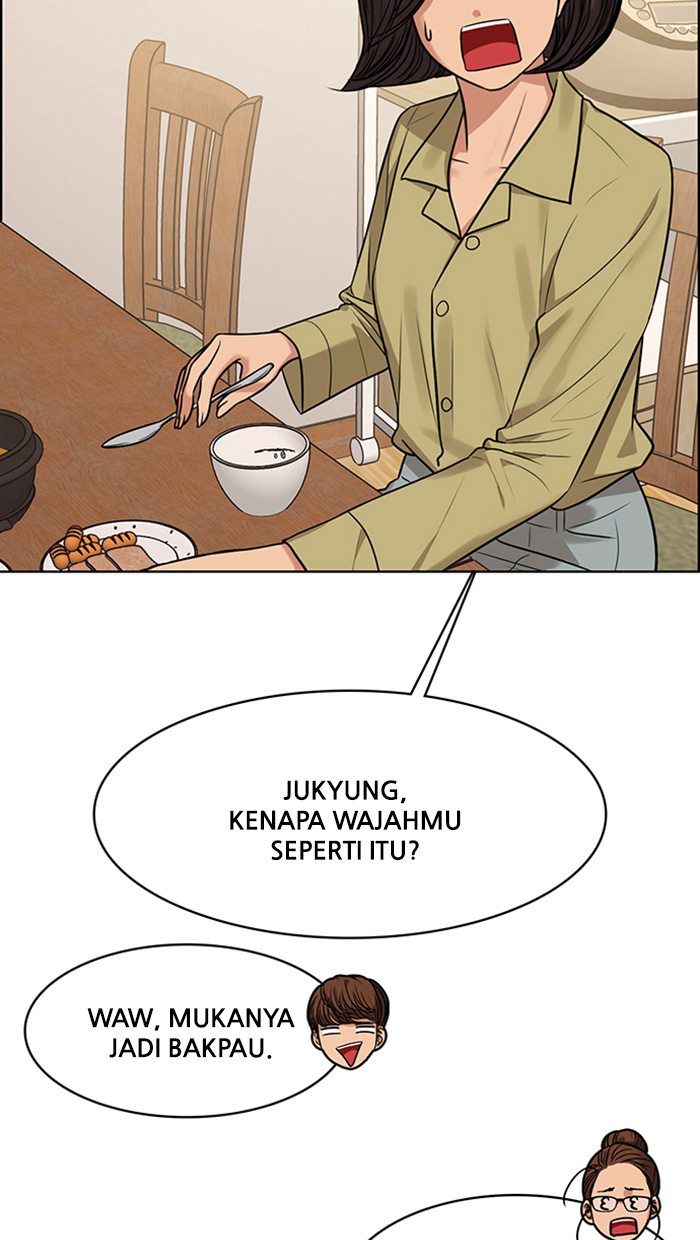 JUKYUNG,
KENAPA WAJAHMU
SEPERTI ITU?
WAW, MUKANYA
JADI BAKPAU.